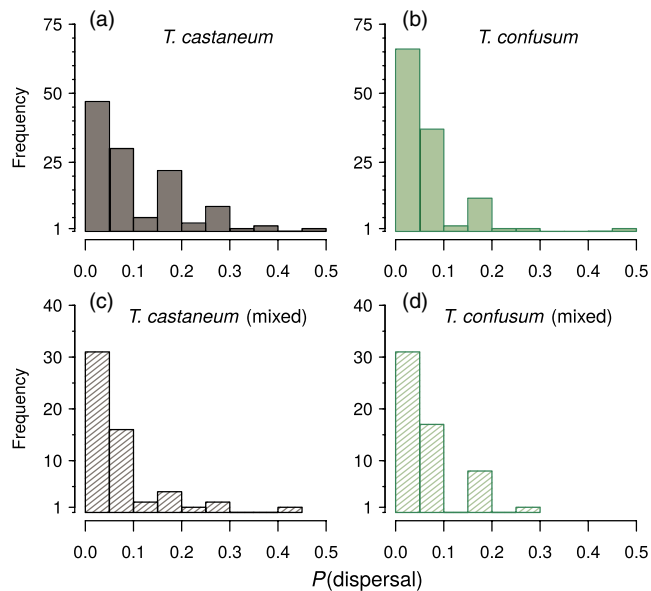 (a) T. castaneum
75
50
25
1
Frequency
0.0 0.1 0.2 0.3 0.4 0.5
(b) T. confusum
75
50
25
1
0.0 0.1 0.2 0.3 0.4 0.5
(c) T. castaneum (mixed)
40
30
20
10
1
Frequency
0.0 0.1 0.2 0.3 0.4 0.5
(d) T. confusum (mixed)
40
30
20
10
1
0.0 0.1 0.2 0.3 0.4 0.5
P(dispersal)